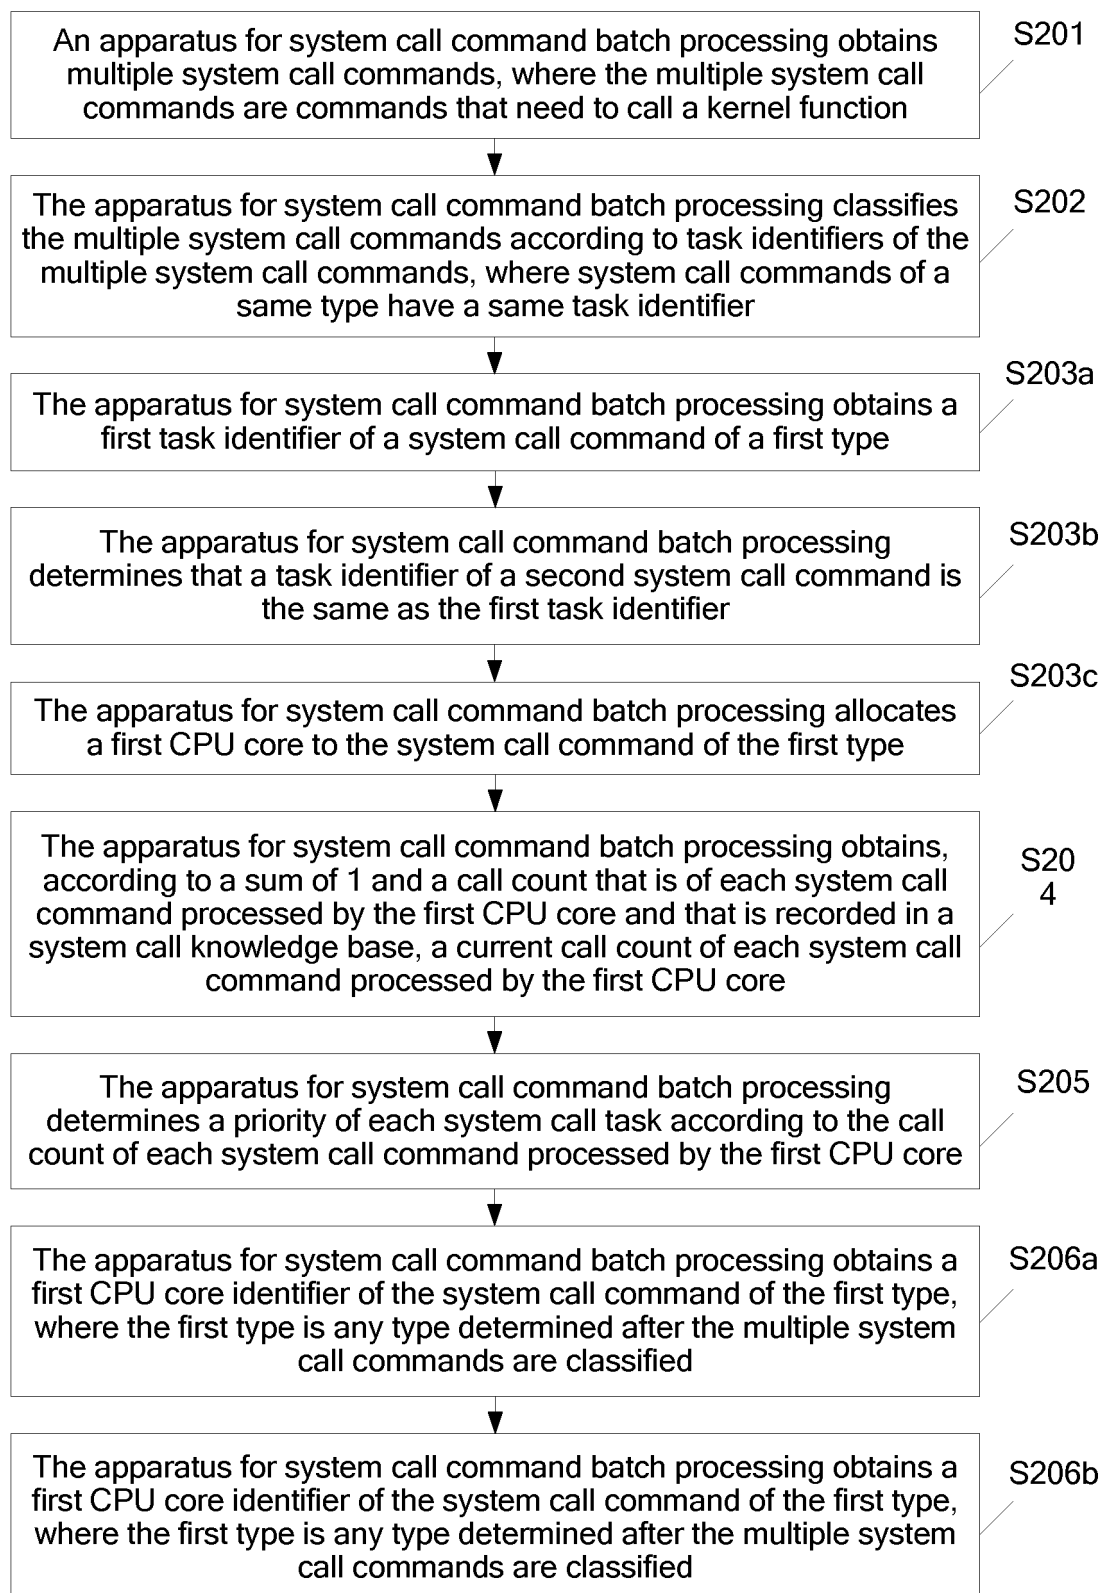 An apparatus for system call command batch processing obtains
multiple system call commands, where the multiple system call
commands are commands that need to call a kernel function
S201
The apparatus for system call command batch processing classifies
the multiple system call commands according to task identifiers of the
multiple system call commands, where system call commands of a
same type have a same task identifier
S202
The apparatus for system call command batch processing obtains a
first task identifier of a system call command of a first type
S203a
The apparatus for system call command batch processing
determines that a task identifier of a second system call command is
the same as the first task identifier
S203b
The apparatus for system call command batch processing allocates
a first CPU core to the system call command of the first type
S203c
The apparatus for system call command batch processing obtains,
according to a sum of 1 and a call count that is of each system call
command processed by the first CPU core and that is recorded in a
system call knowledge base, a current call count of each system call
command processed by the first CPU core
S20
4
The apparatus for system call command batch processing
determines a priority of each system call task according to the call
count of each system call command processed by the first CPU core
S205
The apparatus for system call command batch processing obtains a
first CPU core identifier of the system call command of the first type,
where the first type is any type determined after the multiple system
call commands are classified
S206a
The apparatus for system call command batch processing obtains a
first CPU core identifier of the system call command of the first type,
where the first type is any type determined after the multiple system
call commands are classified
S206b